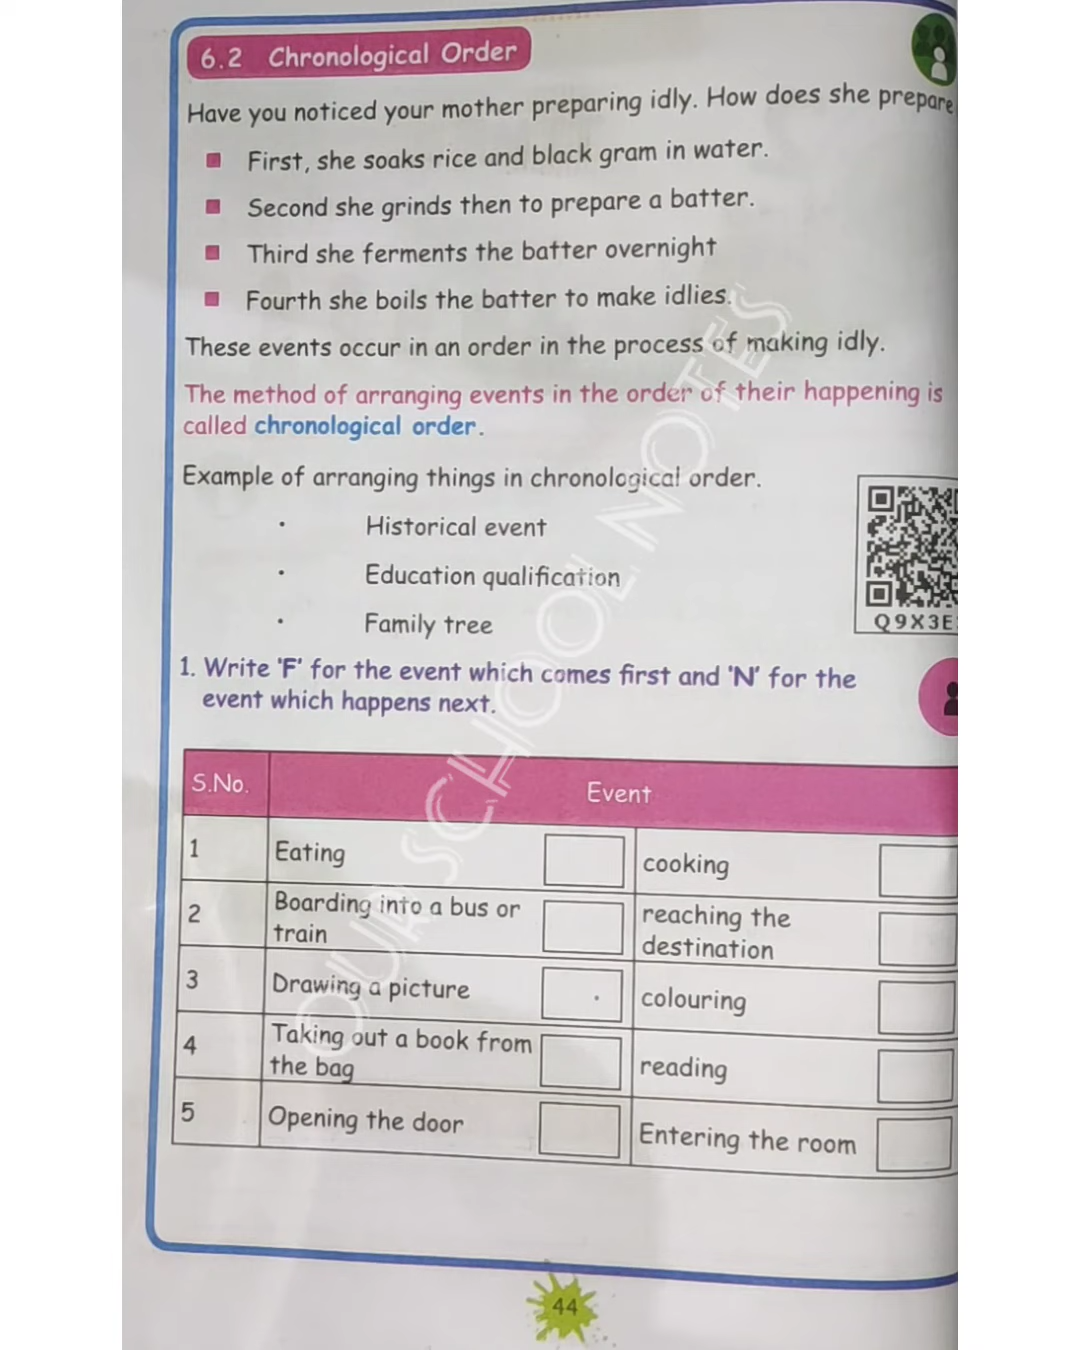 6.2 Chronological Order
Have you noticed your mother preparing idly. How does she prepare
First, she soaks rice and black gram in water.
Second she grinds then to prepare a batter.
Third she ferments the batter overnight
Fourth she boils the batter to make idlies.
These events occur in an order in the process of making idly.
The method of arranging events in the order of their happening is
called chronological order.
Example of arranging things in chronological order.
• Historical event
• Education qualification
• Family tree
Q9X3E
1. Write 'F' for the event which comes first and 'N' for the
event which happens next.
S.No. Event
1 Eating cooking
2 Boarding into a bus or train reaching the destination
3 Drawing a picture colouring
4 Taking out a book from the bag reading
5 Opening the door Entering the room
44
OUR SCHOOL NOTES